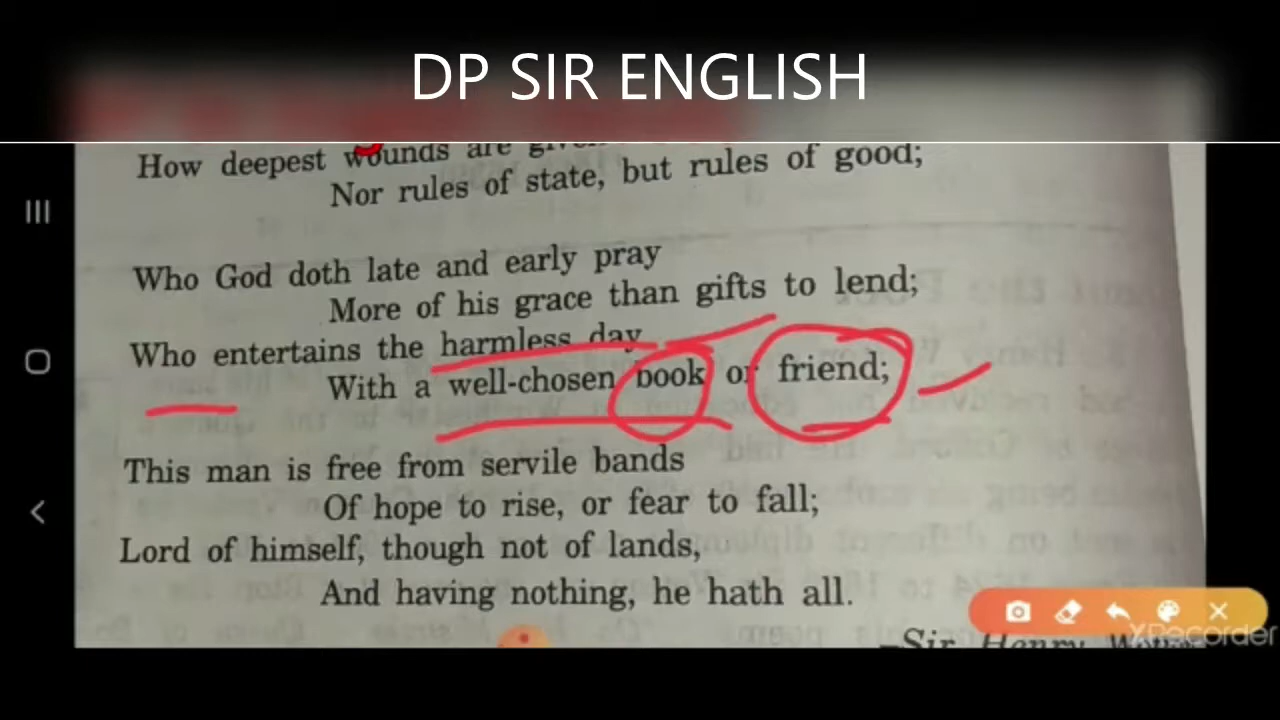 DP SIR ENGLISH
How deepest wounds are
Nor rules of state, but rules of good;
Who God doth late and early pray
More of his grace than gifts to lend;
Who entertains the harmless day
With a well-chosen book or friend;
This man is free from servile bands
Of hope to rise, or fear to fall;
Lord of himself, though not of lands,
And having nothing, he hath all.
XRecorder
–Sir Henry